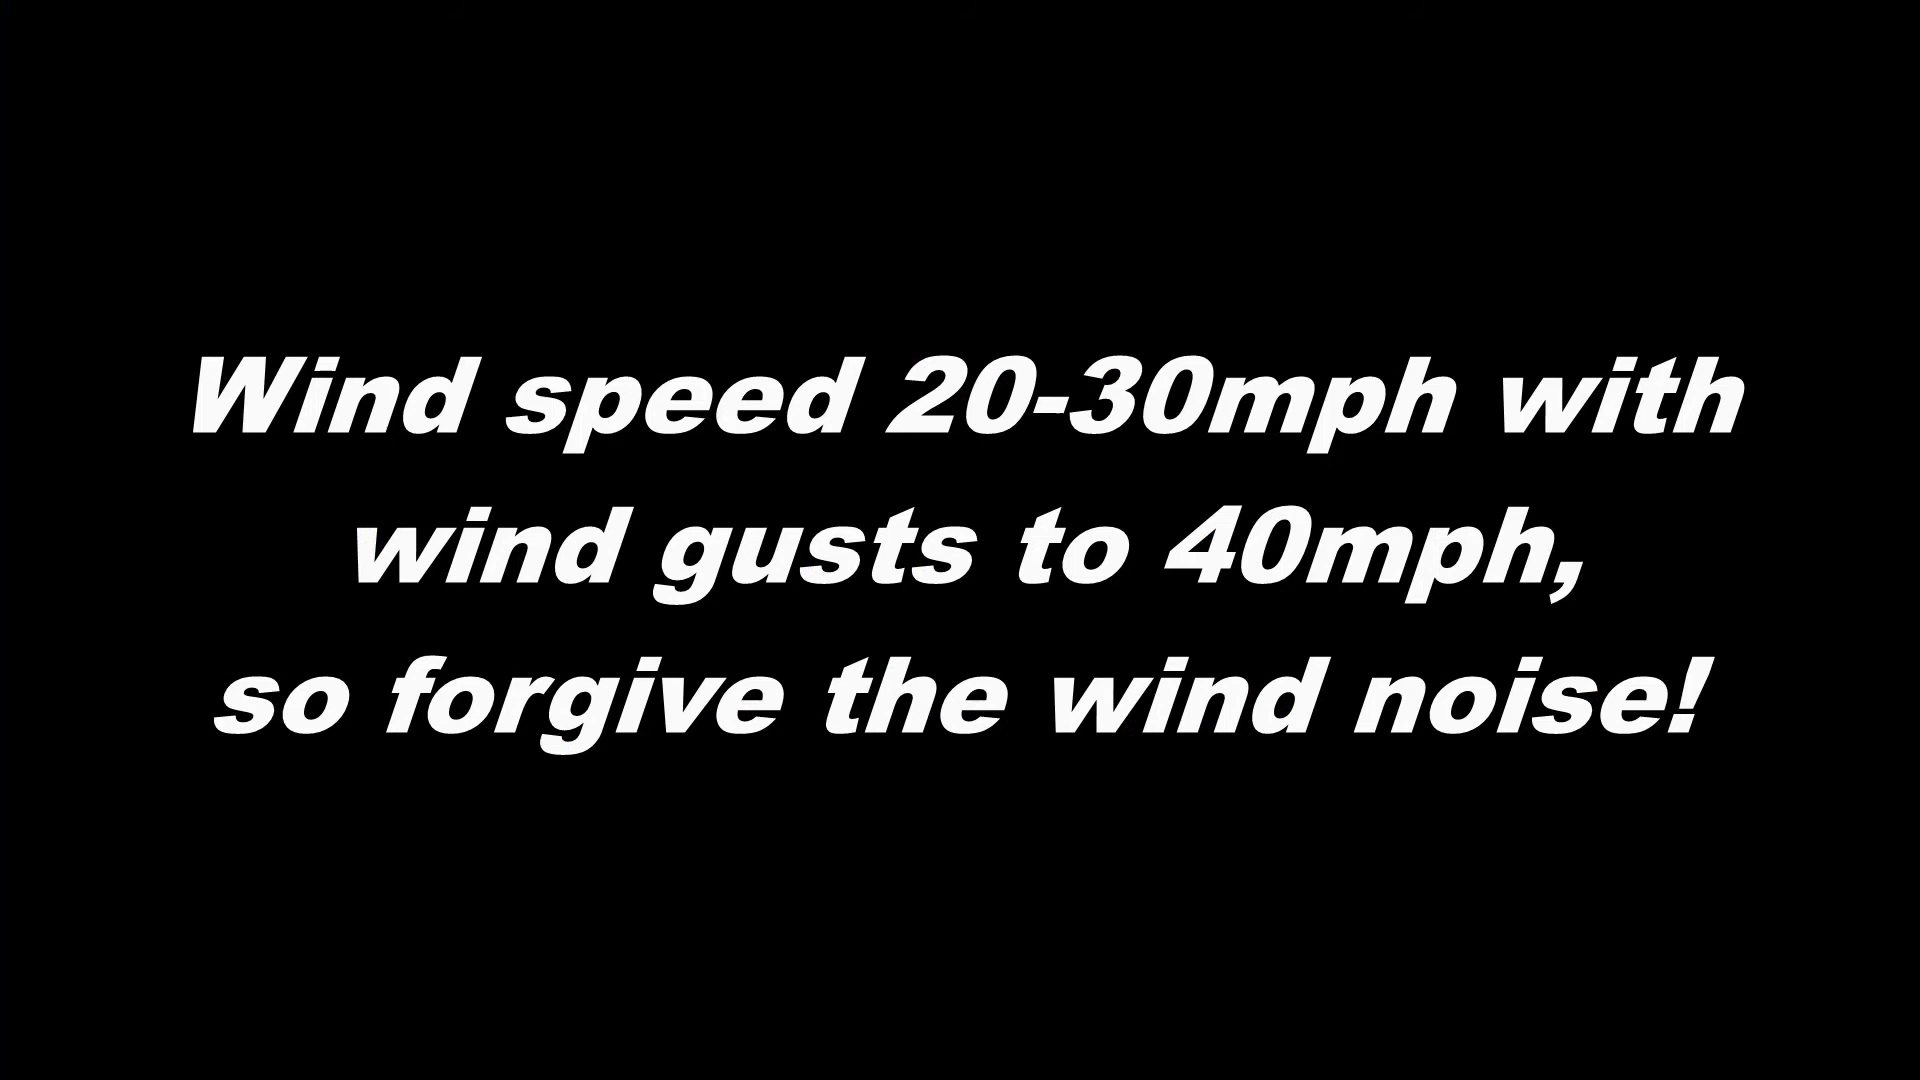 Wind speed 20-30mph with
wind gusts to 40mph,
so forgive the wind noise!